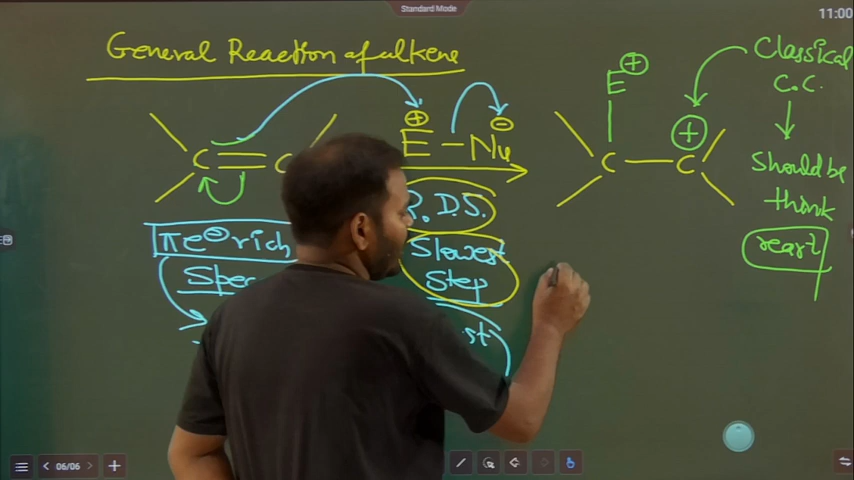 Standard Mode
11:00
General Reaction of alkene
C = C
E - Nu
⊕ ⊖
R.D.S.
Slowest
Step
πe⊖ rich
E⊕
C - C ⊕
Classical
C.C.
Should be
think
rear?
06/06